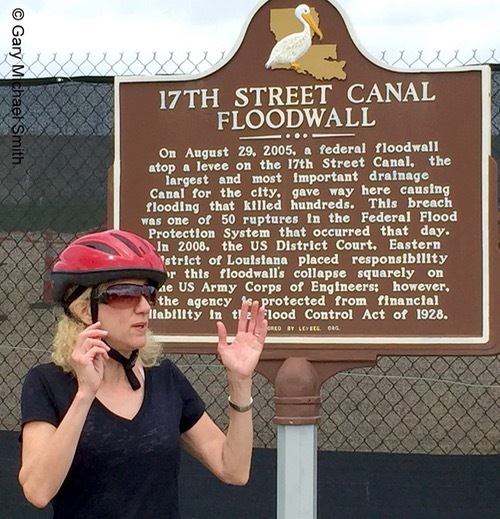 © Gary Michael Smith
17TH STREET CANAL
FLOODWALL
On August 29, 2005, a federal floodwall
atop a levee on the 17th Street Canal, the
largest and most important drainage
Canal for the city, gave way here causing
flooding that killed hundreds. This breach
was one of 50 ruptures in the Federal Flood
Protection System that occurred that day.
In 2008, the US District Court, Eastern
istrict of Louisiana placed responsibility
r this floodwall's collapse squarely on
e US Army Corps of Engineers; however,
the agency is protected from financial
liability in the Flood Control Act of 1928.
ORED BY LEVEES. ORG.